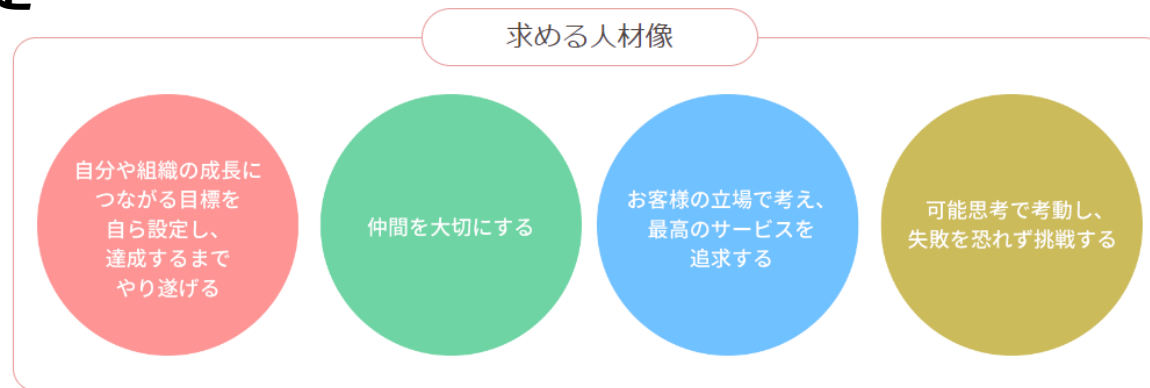 求める人材像
自分や組織の成長に
つながる目標を
自ら設定し、
達成するまで
やり遂げる
仲間を大切にする
お客様の立場で考え、
最高のサービスを
追求する
可能思考で考動し、
失敗を恐れず挑戦する